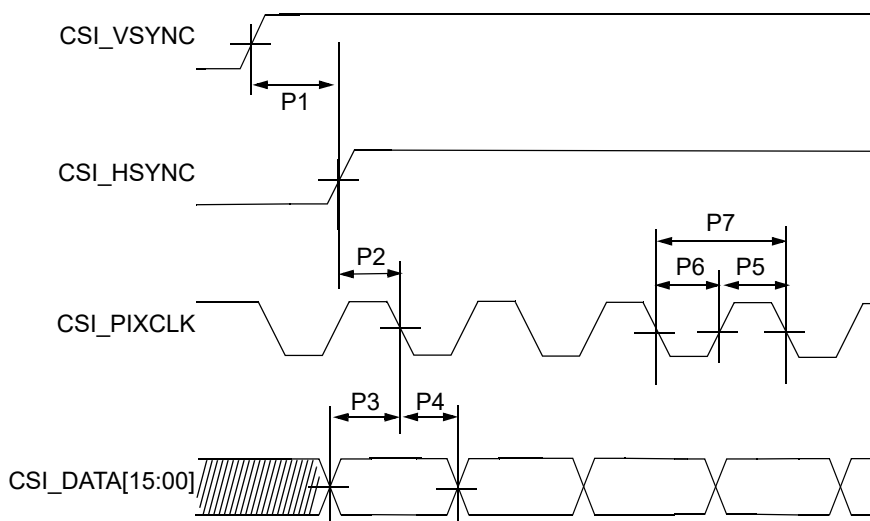 CSI_VSYNC
P1
CSI_HSYNC
P7
P2
P6
P5
CSI_PIXCLK
P3
P4
CSI_DATA[15:00]